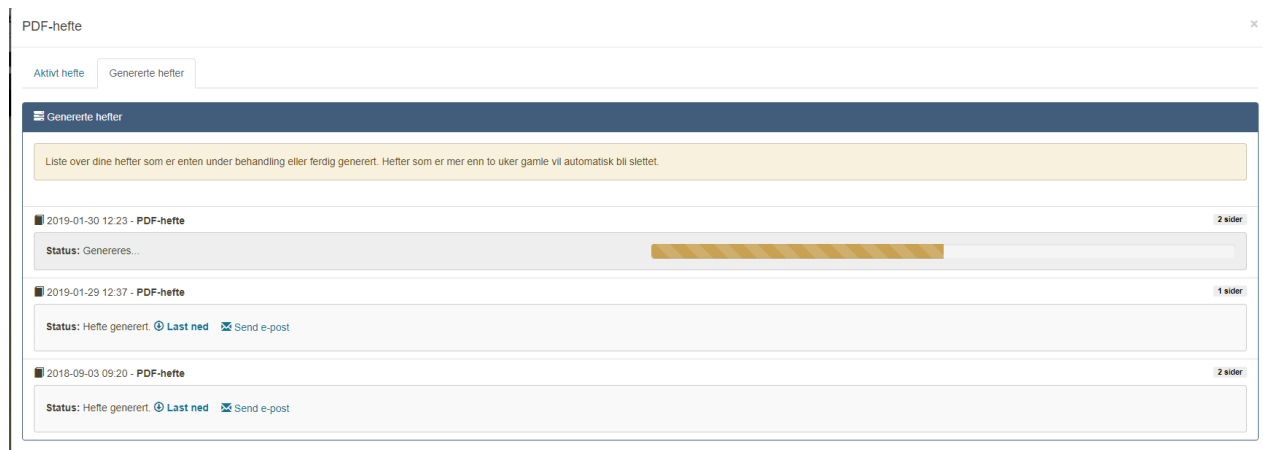 PDF-hefte ×
Aktivt hefte Genererte hefter
Genererte hefter
Liste over dine hefter som er enten under behandling eller ferdig generert. Hefter som er mer enn to uker gamle vil automatisk bli slettet.
2019-01-30 12:23 - PDF-hefte 2 sider
Status: Genereres...
2019-01-29 12:37 - PDF-hefte 1 sider
Status: Hefte generert. Last ned Send e-post
2018-09-03 09:20 - PDF-hefte 2 sider
Status: Hefte generert. Last ned Send e-post